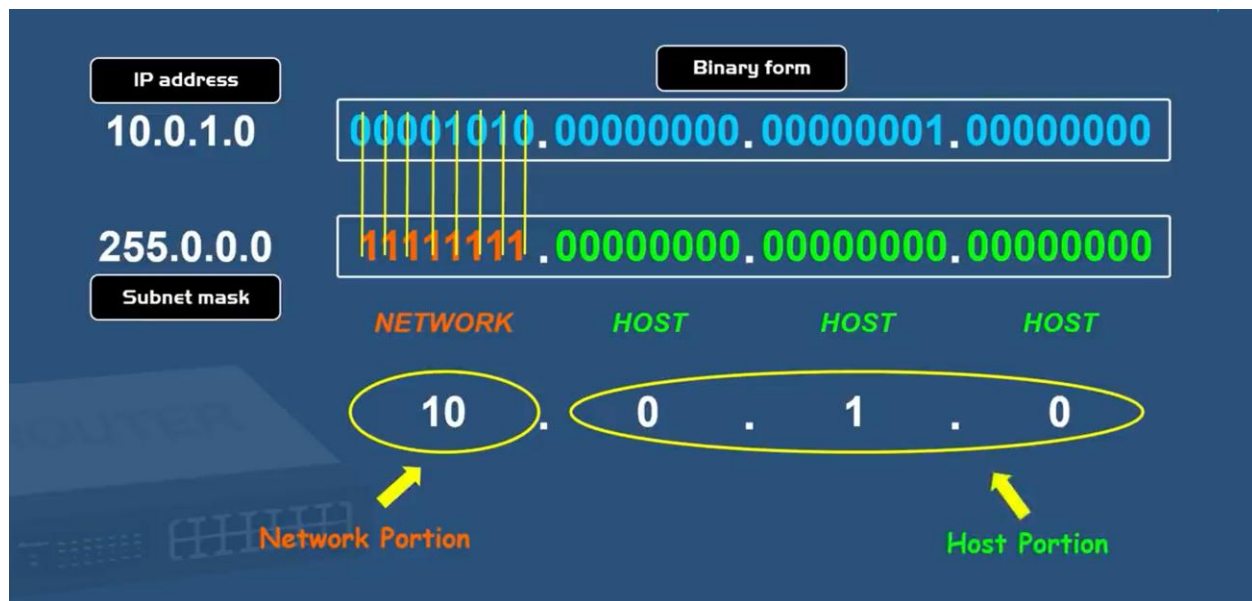 IP address
Binary form
10.0.1.0
00001010.00000000.00000001.00000000
255.0.0.0
11111111.00000000.00000000.00000000
Subnet mask
NETWORK HOST HOST HOST
10 . 0 . 1 . 0
ROUTER
Network Portion
Host Portion